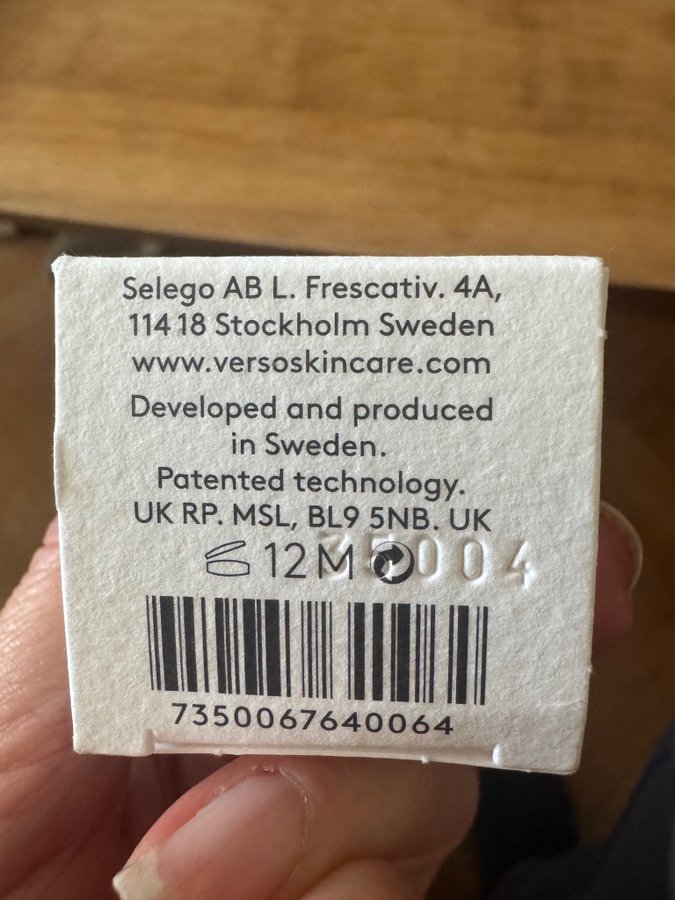 Selego AB L. Frescativ. 4A,
114 18 Stockholm Sweden
www.versoskincare.com
Developed and produced
in Sweden.
Patented technology.
UK RP. MSL, BL9 5NB. UK
12 M
7350067640064